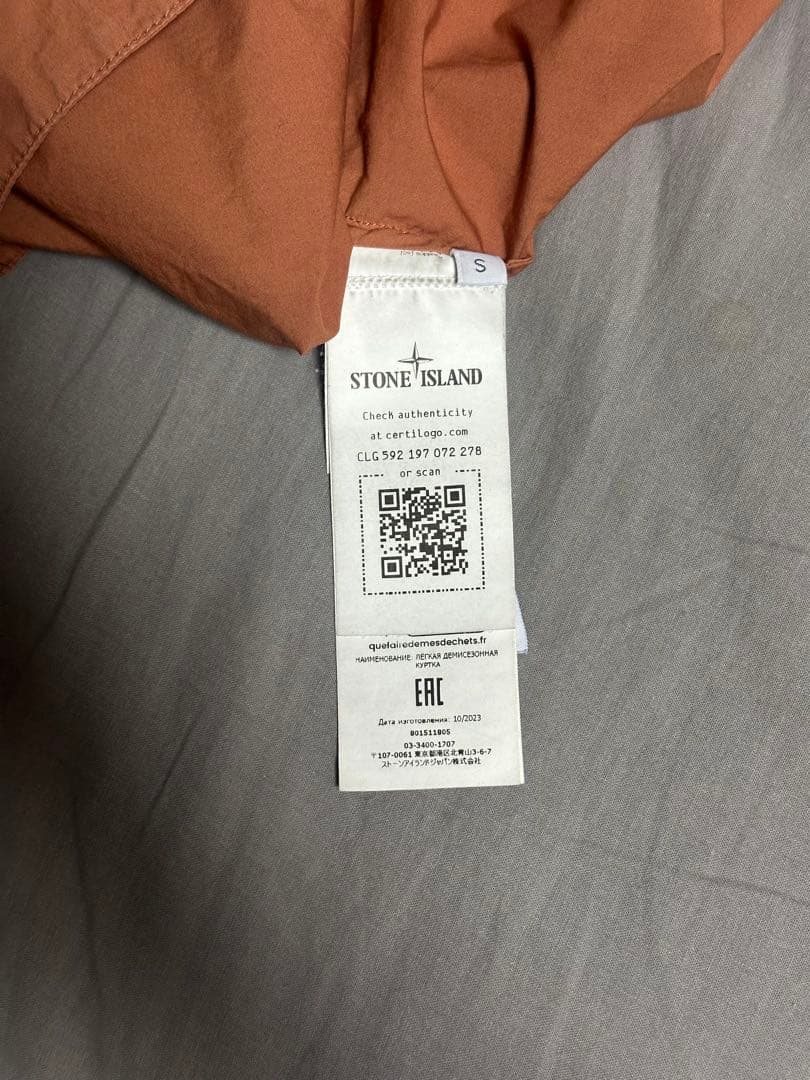 S
STONE ISLAND
Check authenticity
at certilogo.com
CLG 592 197 072 278
or scan
quefairedemesdechets.fr
НАИМЕНОВАНИЕ: ЛЕГКАЯ ДЕМИСЕЗОННАЯ
КУРТКА
EAC
Дата изготовления: 10/2023
801511805
03-3400-1707
〒107-0061 東京都港区北青山3-6-7
ストーンアイランドジャパン株式会社